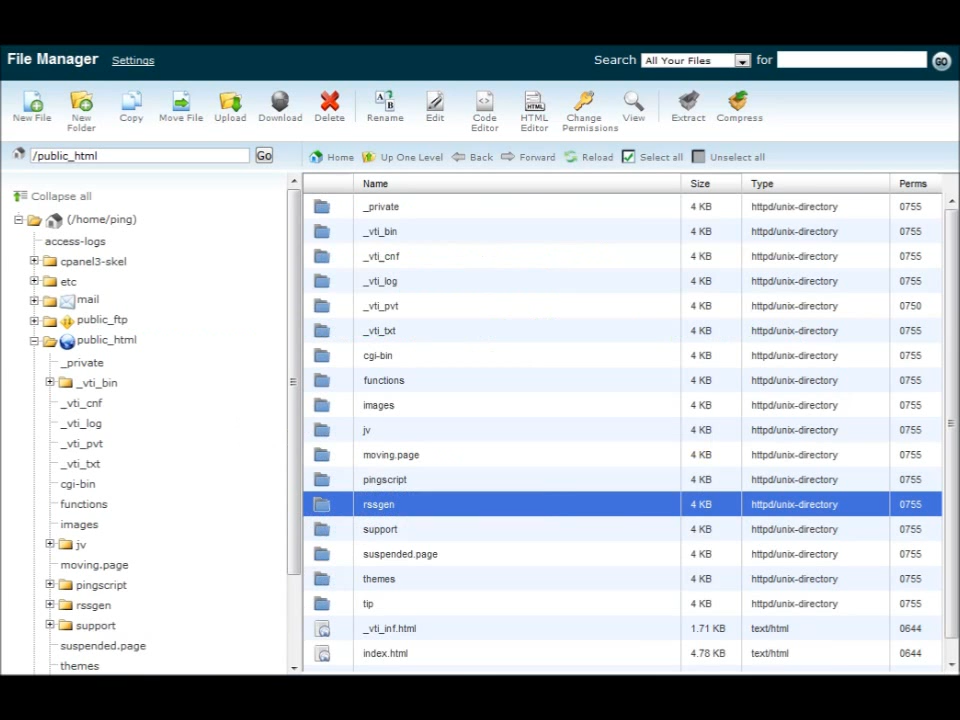 File Manager Settings Search All Your Files for GO
New File New Folder Copy Move File Upload Download Delete Rename Edit Code Editor HTML Editor Change Permissions View Extract Compress
/public_html Go Home Up One Level Back Forward Reload Select all Unselect all
Collapse all
(/home/ping)
access-logs
cpanel3-skel
etc
mail
public_ftp
public_html
_private
_vti_bin
_vti_cnf
_vti_log
_vti_pvt
_vti_txt
cgi-bin
functions
images
jv
moving.page
pingscript
rssgen
support
suspended.page
themes
Name Size Type Perms
_private 4 KB httpd/unix-directory 0755
_vti_bin 4 KB httpd/unix-directory 0755
_vti_cnf 4 KB httpd/unix-directory 0755
_vti_log 4 KB httpd/unix-directory 0755
_vti_pvt 4 KB httpd/unix-directory 0750
_vti_txt 4 KB httpd/unix-directory 0755
cgi-bin 4 KB httpd/unix-directory 0755
functions 4 KB httpd/unix-directory 0755
images 4 KB httpd/unix-directory 0755
jv 4 KB httpd/unix-directory 0755
moving.page 4 KB httpd/unix-directory 0755
pingscript 4 KB httpd/unix-directory 0755
rssgen 4 KB httpd/unix-directory 0755
support 4 KB httpd/unix-directory 0755
suspended.page 4 KB httpd/unix-directory 0755
themes 4 KB httpd/unix-directory 0755
tip 4 KB httpd/unix-directory 0755
_vti_inf.html 1.71 KB text/html 0644
index.html 4.78 KB text/html 0644